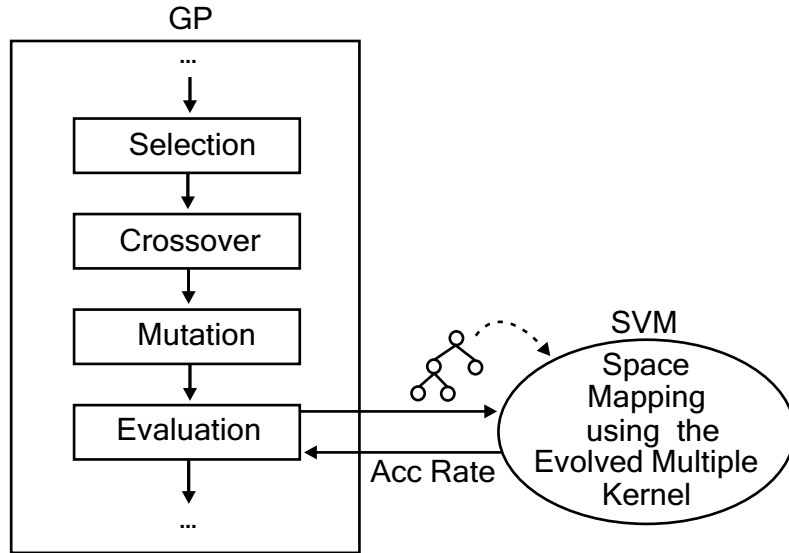 GP
...
Selection
Crossover
Mutation
Evaluation
...
Acc Rate
SVM
Space
Mapping
using the
Evolved Multiple
Kernel